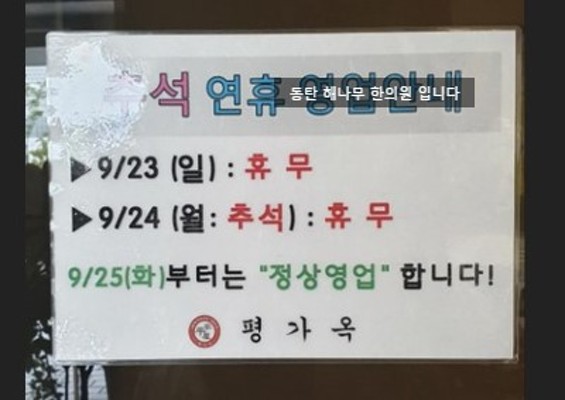 추석 연휴 영업안내
동탄 해나무 한의원 입니다
▶9/23 (일) : 휴 무
▶9/24 (월: 추석) : 휴 무
9/25(화)부터는 "정상영업" 합니다!
평 가 옥